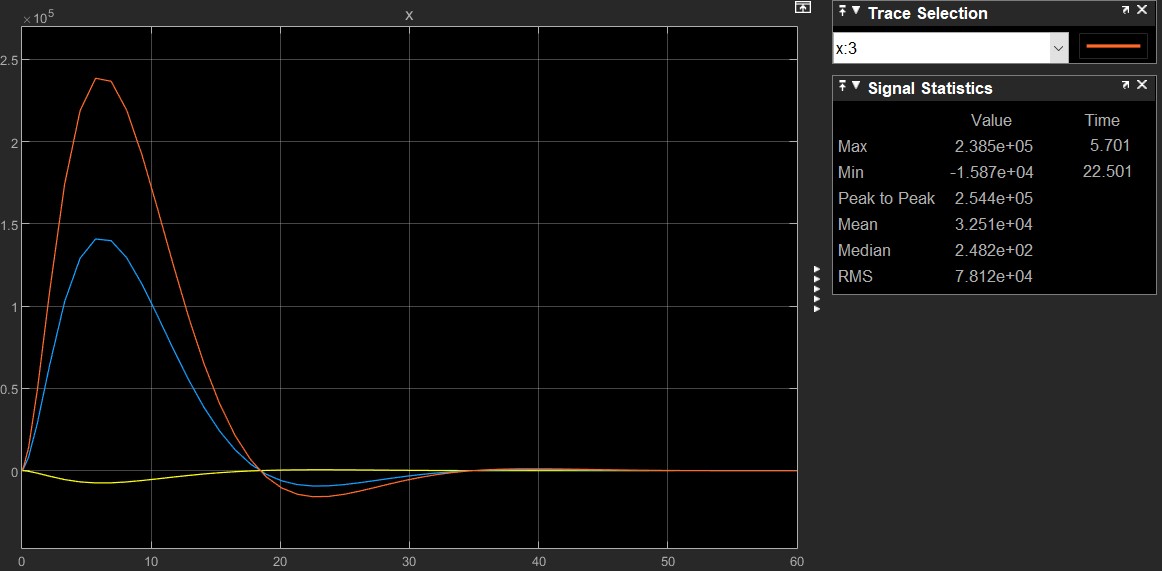 ×10⁵
x
2.5
2
1.5
1
0.5
0
0 10 20 30 40 50 60
Trace Selection
x:3
Signal Statistics
Value Time
Max 2.385e+05 5.701
Min -1.587e+04 22.501
Peak to Peak 2.544e+05
Mean 3.251e+04
Median 2.482e+02
RMS 7.812e+04